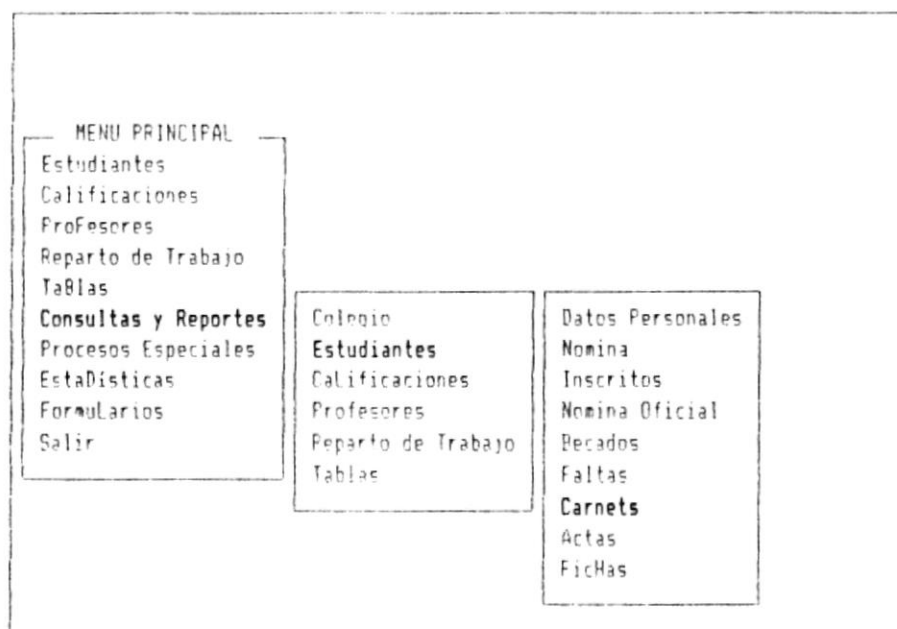 MENU PRINCIPAL
Estudiantes
Calificaciones
ProFesores
Reparto de Trabajo
TaBlas
Consultas y Reportes
Procesos Especiales
EstaDísticas
FormuLarios
Salir
Colegio
Estudiantes
CaLificaciones
Profesores
Reparto de Trabajo
Tablas
Datos Personales
Nomina
Inscritos
Nomina Oficial
Becados
Faltas
Carnets
Actas
FicHas